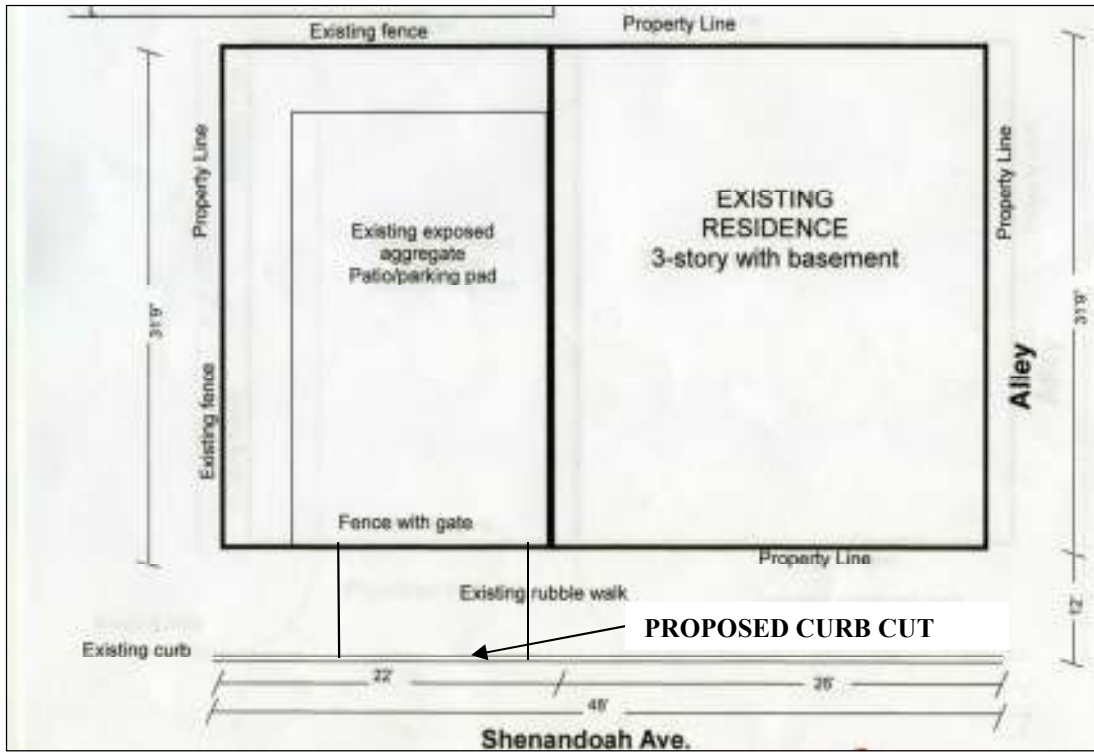 Existing fence
Property Line
Property Line
Property Line
EXISTING
RESIDENCE
3-story with basement
Existing exposed
aggregate
Patio/parking pad
31'9"
31'9"
Alley
Existing fence
Fence with gate
Property Line
Existing rubble walk
12'
PROPOSED CURB CUT
Existing curb
22'
26'
48'
Shenandoah Ave.